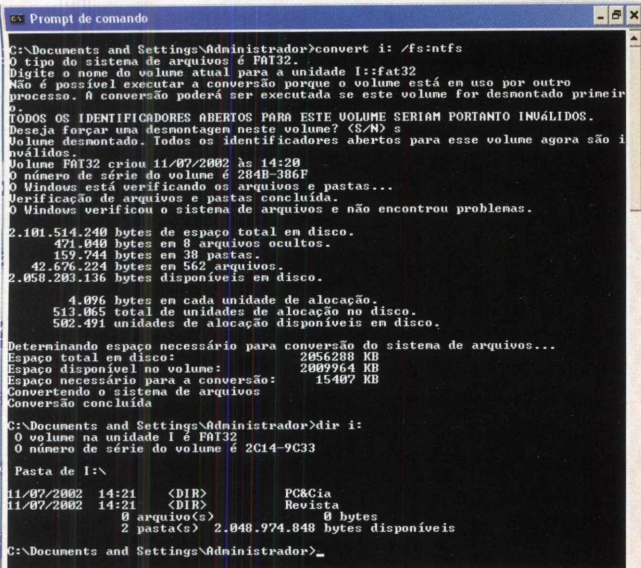 Prompt de comando
C:\Documents and Settings\Administrador>convert i: /fs:ntfs
O tipo do sistema de arquivos é FAT32.
Digite o nome do volume atual para a unidade I::fat32
Não é possível executar a conversão porque o volume está em uso por outro
processo. A conversão poderá ser executada se este volume for desmontado primeir
o.
TODOS OS IDENTIFICADORES ABERTOS PARA ESTE VOLUME SERIAM PORTANTO INVáLIDOS.
Deseja forçar uma desmontagem neste volume? (S/N) s
Volume desmontado. Todos os identificadores abertos para esse volume agora são i
nválidos.
Volume FAT32 criou 11/07/2002 às 14:20
O número de série do volume é 284B-386F
O Windows está verificando os arquivos e pastas...
Verificação de arquivos e pastas concluída.
O Windows verificou o sistema de arquivos e não encontrou problemas.
2.101.514.240 bytes de espaço total em disco.
471.040 bytes em 8 arquivos ocultos.
159.744 bytes em 38 pastas.
42.676.224 bytes em 562 arquivos.
2.058.203.136 bytes disponíveis em disco.
4.096 bytes em cada unidade de alocação.
513.065 total de unidades de alocação no disco.
502.491 unidades de alocação disponíveis em disco.
Determinando espaço necessário para conversão do sistema de arquivos...
Espaço total em disco: 2056288 KB
Espaço disponível no volume: 2009964 KB
Espaço necessário para a conversão: 15407 KB
Convertendo o sistema de arquivos
Conversão concluída
C:\Documents and Settings\Administrador>dir i:
O volume na unidade I é FAT32
O número de série do volume é 2C14-9C33
Pasta de I:\
11/07/2002 14:21 <DIR> PC&Cia
11/07/2002 14:21 <DIR> Revista
0 arquivo(s) 0 bytes
2 pasta(s) 2.048.974.848 bytes disponíveis
C:\Documents and Settings\Administrador>_